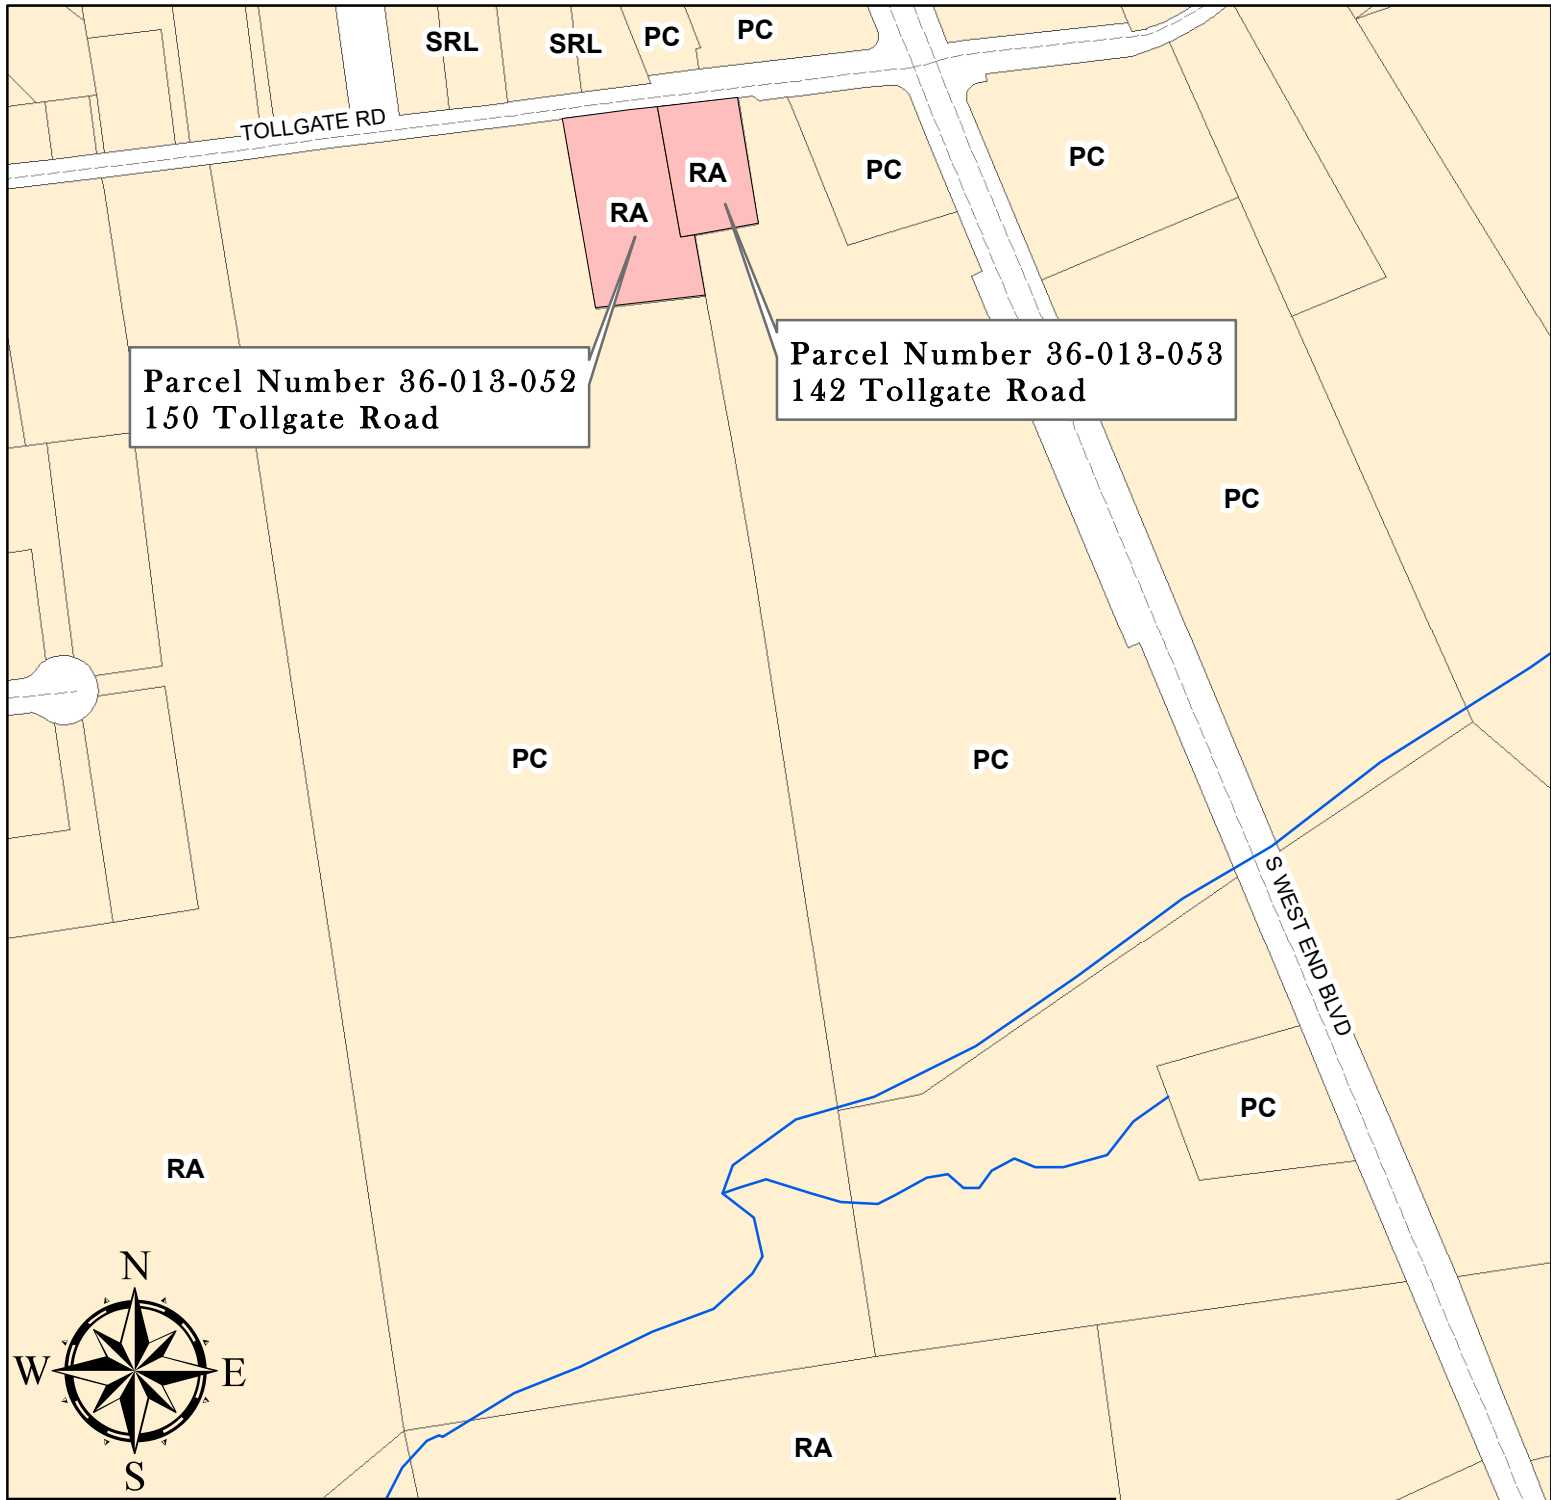 SRL
SRL
PC
PC
TOLLGATE RD
RA
RA
PC
PC
Parcel Number 36-013-052
150 Tollgate Road
Parcel Number 36-013-053
142 Tollgate Road
PC
PC
PC
S WEST END BLVD
PC
RA
N
W
E
S
RA